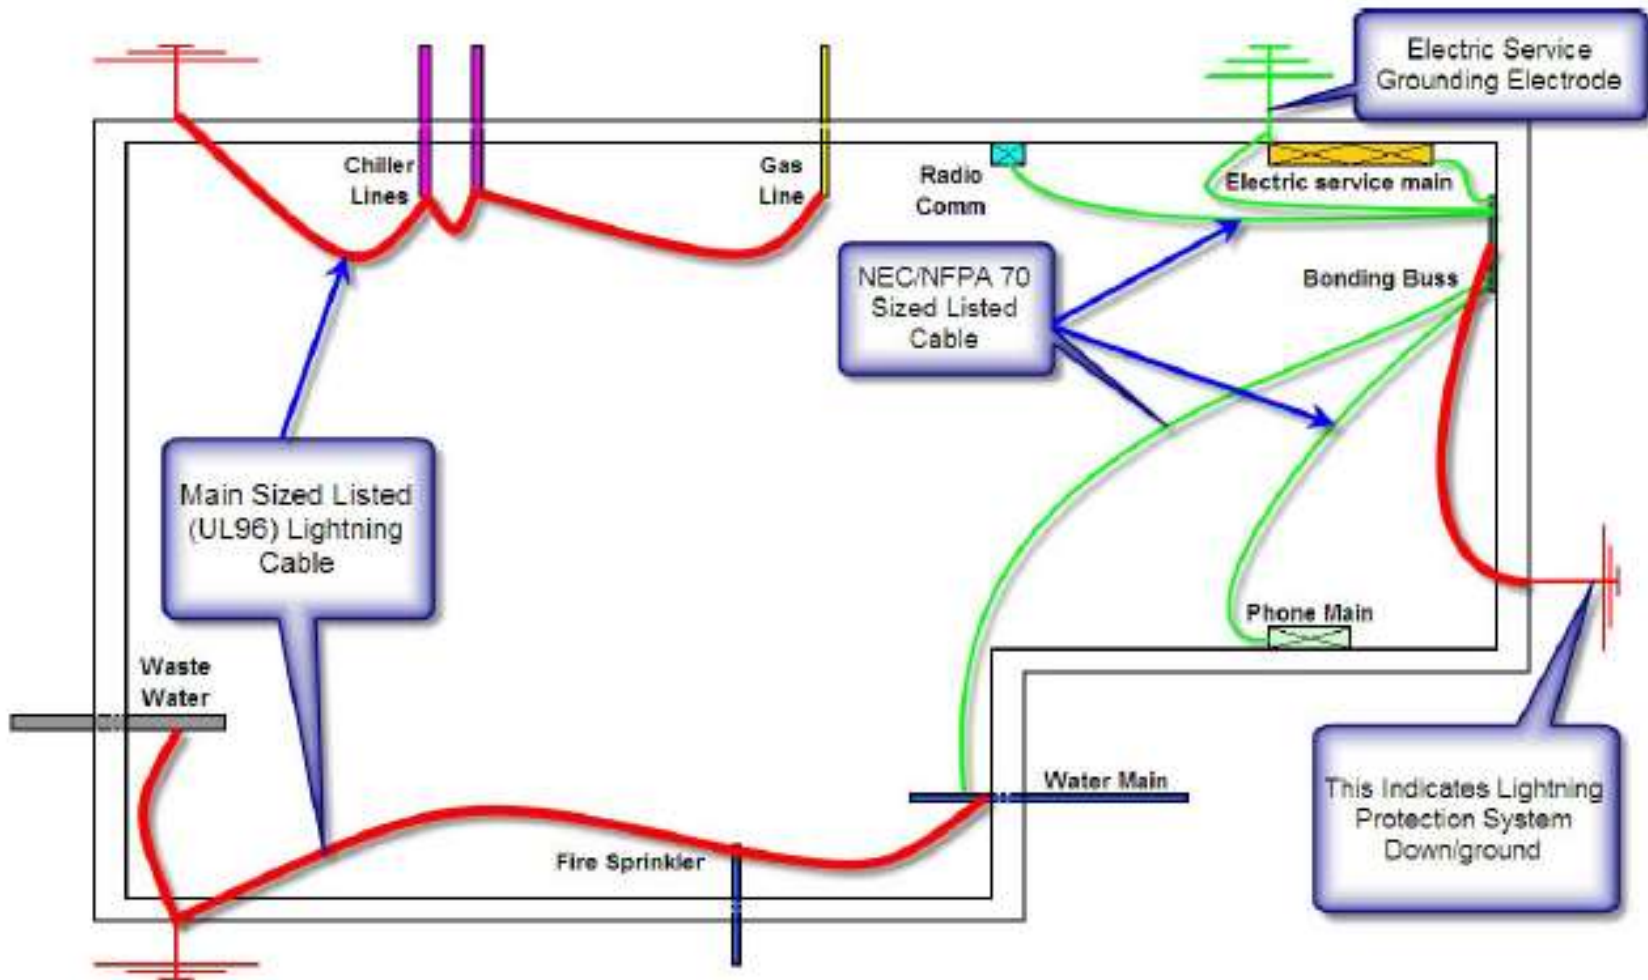 Electric Service
Grounding Electrode
Chiller
Lines
Gas
Line
Radio
Comm
Electric service main
NEC/NFPA 70
Sized Listed
Cable
Bonding Buss
Main Sized Listed
(UL96) Lightning
Cable
Phone Main
Waste
Water
Water Main
This Indicates Lightning
Protection System
Down/ground
Fire Sprinkler